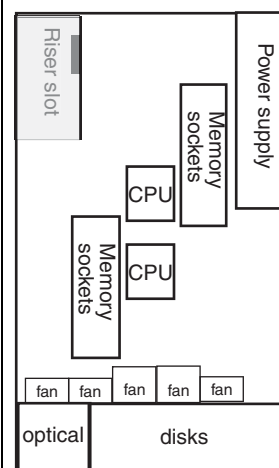 Riser slot
Power supply
Memory
sockets
CPU
Memory
sockets
CPU
fan
fan
fan
fan
fan
optical
disks